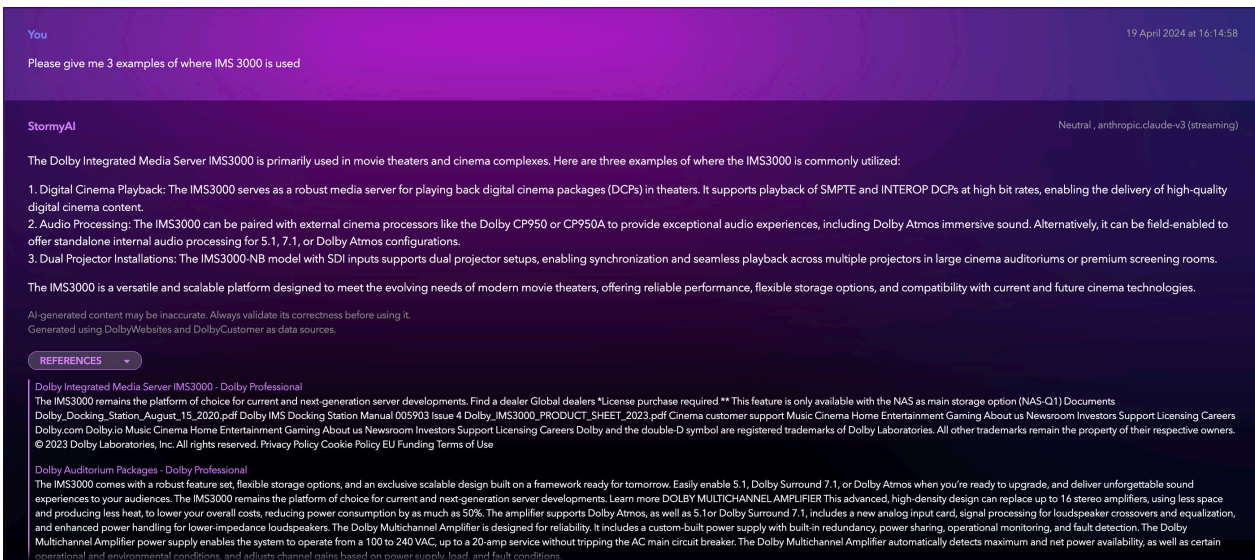 You
19 April 2024 at 16:14:58
Please give me 3 examples of where IMS 3000 is used
StormyAI
Neutral , anthropic.claude-v3 (streaming)
The Dolby Integrated Media Server IMS3000 is primarily used in movie theaters and cinema complexes. Here are three examples of where the IMS3000 is commonly utilized:
1. Digital Cinema Playback: The IMS3000 serves as a robust media server for playing back digital cinema packages (DCPs) in theaters. It supports playback of SMPTE and INTEROP DCPs at high bit rates, enabling the delivery of high-quality
digital cinema content.
2. Audio Processing: The IMS3000 can be paired with external cinema processors like the Dolby CP950 or CP950A to provide exceptional audio experiences, including Dolby Atmos immersive sound. Alternatively, it can be field-enabled to
offer standalone internal audio processing for 5.1, 7.1, or Dolby Atmos configurations.
3. Dual Projector Installations: The IMS3000-NB model with SDI inputs supports dual projector setups, enabling synchronization and seamless playback across multiple projectors in large cinema auditoriums or premium screening rooms.
The IMS3000 is a versatile and scalable platform designed to meet the evolving needs of modern movie theaters, offering reliable performance, flexible storage options, and compatibility with current and future cinema technologies.
AI-generated content may be inaccurate. Always validate its correctness before using it.
Generated using DolbyWebsites and DolbyCustomer as data sources.
REFERENCES
Dolby Integrated Media Server IMS3000 - Dolby Professional
The IMS3000 remains the platform of choice for current and next-generation server developments. Find a dealer Global dealers *License purchase required ** This feature is only available with the NAS as main storage option (NAS-Q1) Documents
Dolby_Docking_Station_August_15_2020.pdf Dolby IMS Docking Station Manual 005903 Issue 4 Dolby_IMS3000_PRODUCT_SHEET_2023.pdf Cinema customer support Music Cinema Home Entertainment Gaming About us Newsroom Investors Support Licensing Careers
Dolby.com Dolby.io Music Cinema Home Entertainment Gaming About us Newsroom Investors Support Licensing Careers Dolby and the double-D symbol are registered trademarks of Dolby Laboratories. All other trademarks remain the property of their respective owners.
© 2023 Dolby Laboratories, Inc. All rights reserved. Privacy Policy Cookie Policy EU Funding Terms of Use
Dolby Auditorium Packages - Dolby Professional
The IMS3000 comes with a robust feature set, flexible storage options, and an exclusive scalable design built on a framework ready for tomorrow. Easily enable 5.1, Dolby Surround 7.1, or Dolby Atmos when you're ready to upgrade, and deliver unforgettable sound
experiences to your audiences. The IMS3000 remains the platform of choice for current and next-generation server developments. Learn more DOLBY MULTICHANNEL AMPLIFIER This advanced, high-density design can replace up to 16 stereo amplifiers, using less space
and producing less heat, to lower your overall costs, reducing power consumption by as much as 50%. The amplifier supports Dolby Atmos, as well as 5.1or Dolby Surround 7.1, includes a new analog input card, signal processing for loudspeaker crossovers and equalization,
and enhanced power handling for lower-impedance loudspeakers. The Dolby Multichannel Amplifier is designed for reliability. It includes a custom-built power supply with built-in redundancy, power sharing, operational monitoring, and fault detection. The Dolby
Multichannel Amplifier power supply enables the system to operate from a 100 to 240 VAC, up to a 20-amp service without tripping the AC main circuit breaker. The Dolby Multichannel Amplifier automatically detects maximum and net power availability, as well as certain
operational and environmental conditions, and adjusts channel gains based on power supply, load, and fault conditions.